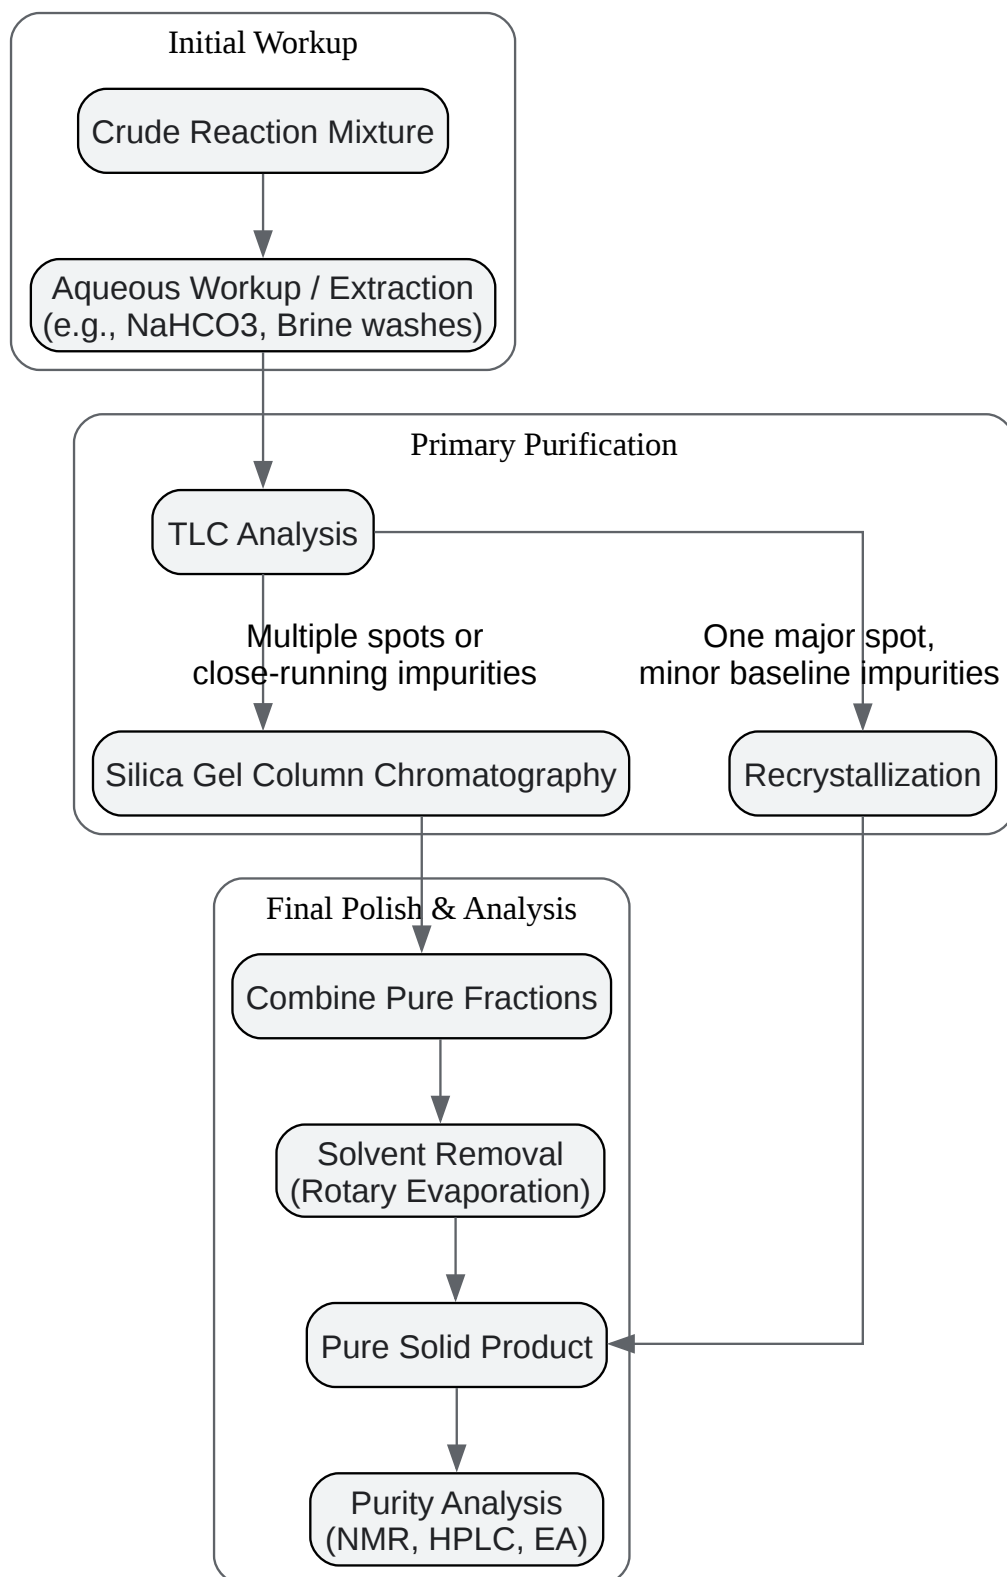 Initial Workup
Crude Reaction Mixture
Aqueous Workup / Extraction
(e.g., NaHCO3, Brine washes)
Primary Purification
TLC Analysis
Multiple spots or
close-running impurities
One major spot,
minor baseline impurities
Silica Gel Column Chromatography
Recrystallization
Final Polish & Analysis
Combine Pure Fractions
Solvent Removal
(Rotary Evaporation)
Pure Solid Product
Purity Analysis
(NMR, HPLC, EA)